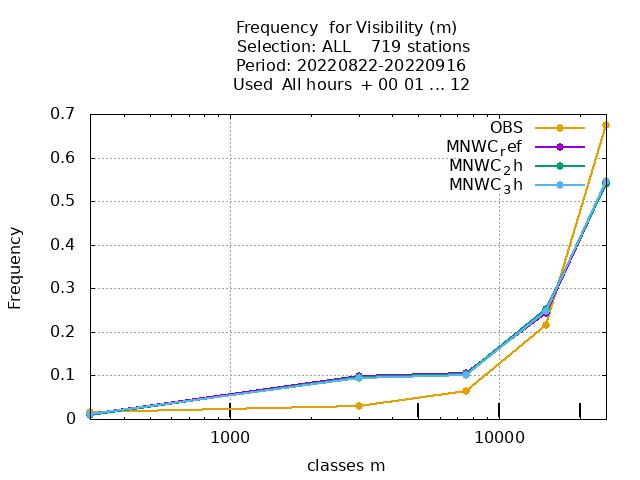 Frequency  for Visibility (m)
Selection: ALL    719 stations
Period: 20220822-20220916
Used  All hours  + 00 01 ... 12
0.7
0.6
0.5
0.4
0.3
0.2
0.1
0
Frequency
OBS
MNWC_ref
MNWC_2h
MNWC_3h
1000
10000
classes m